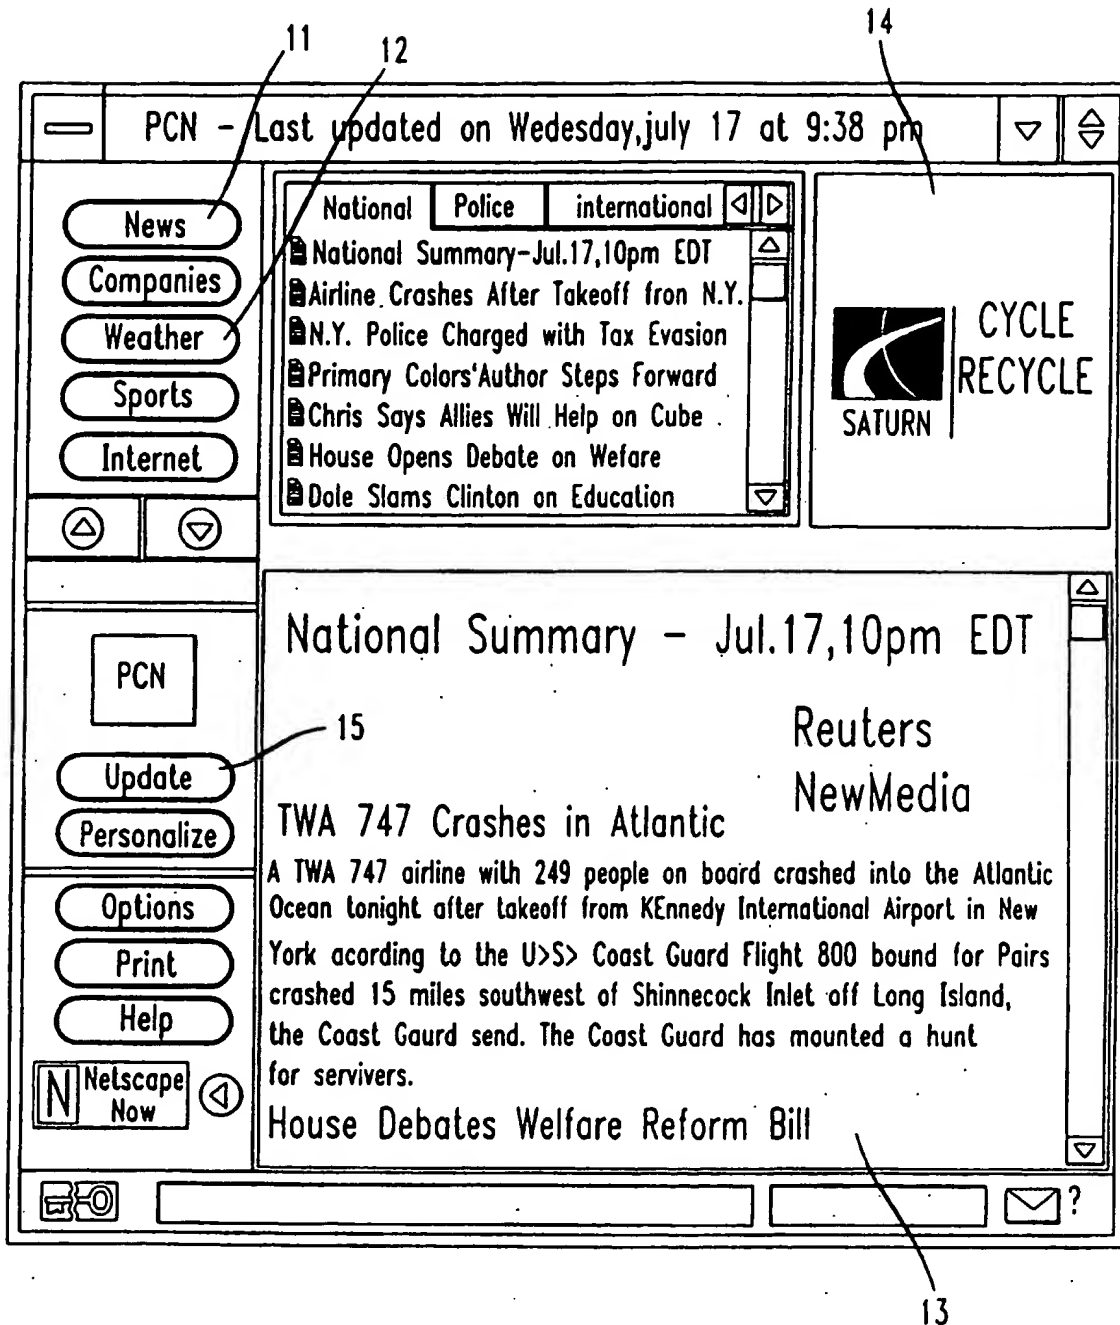 11
12
14
PCN - Last updated on Wedesday,july 17 at 9:38 pm
News
Companies
Weather
Sports
Internet
National Police international
National Summary-Jul.17,10pm EDT
Airline Crashes After Takeoff fron N.Y.
N.Y. Police Charged with Tax Evasion
Primary Colors'Author Steps Forward
Chris Says Allies Will Help on Cube
House Opens Debate on Wefare
Dole Slams Clinton on Education
SATURN
CYCLE
RECYCLE
PCN
15
Update
Personalize
Options
Print
Help
N Netscape
Now
National Summary - Jul.17,10pm EDT
Reuters
NewMedia
TWA 747 Crashes in Atlantic
A TWA 747 airline with 249 people on board crashed into the Atlantic
Ocean tonight after takeoff from KEnnedy International Airport in New
York acording to the U>S> Coast Guard Flight 800 bound for Pairs
crashed 15 miles southwest of Shinnecock Inlet off Long Island,
the Coast Gaurd send. The Coast Guard has mounted a hunt
for servivers.
House Debates Welfare Reform Bill
?
13